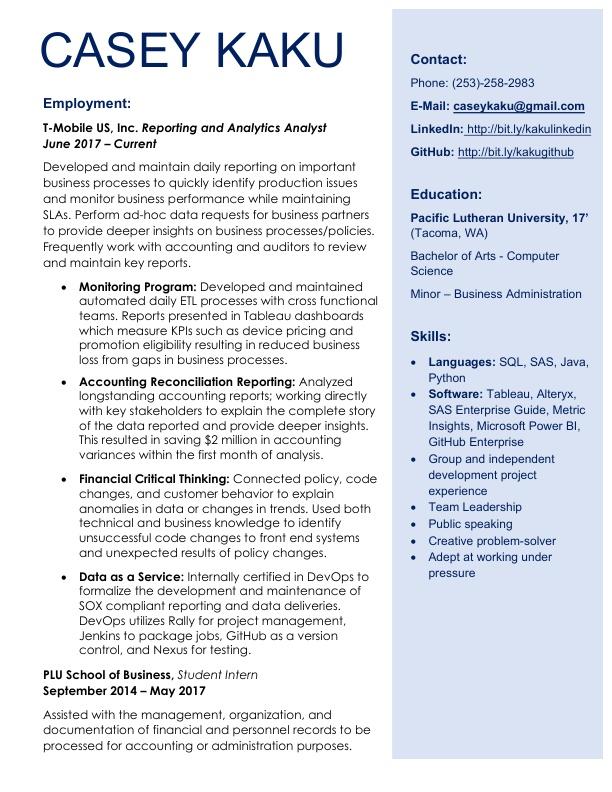 CASEY KAKU
Employment:
T-Mobile US, Inc. Reporting and Analytics Analyst
June 2017 – Current
Developed and maintain daily reporting on important
business processes to quickly identify production issues
and monitor business performance while maintaining
SLAs. Perform ad-hoc data requests for business partners
to provide deeper insights on business processes/policies.
Frequently work with accounting and auditors to review
and maintain key reports.
• Monitoring Program: Developed and maintained
automated daily ETL processes with cross functional
teams. Reports presented in Tableau dashboards
which measure KPIs such as device pricing and
promotion eligibility resulting in reduced business
loss from gaps in business processes.
• Accounting Reconciliation Reporting: Analyzed
longstanding accounting reports; working directly
with key stakeholders to explain the complete story
of the data reported and provide deeper insights.
This resulted in saving $2 million in accounting
variances within the first month of analysis.
• Financial Critical Thinking: Connected policy, code
changes, and customer behavior to explain
anomalies in data or changes in trends. Used both
technical and business knowledge to identify
unsuccessful code changes to front end systems
and unexpected results of policy changes.
• Data as a Service: Internally certified in DevOps to
formalize the development and maintenance of
SOX compliant reporting and data deliveries.
DevOps utilizes Rally for project management,
Jenkins to package jobs, GitHub as a version
control, and Nexus for testing.
PLU School of Business, Student Intern
September 2014 – May 2017
Assisted with the management, organization, and
documentation of financial and personnel records to be
processed for accounting or administration purposes.
Contact:
Phone: (253)-258-2983
E-Mail: caseykaku@gmail.com
LinkedIn: http://bit.ly/kakulinkedin
GitHub: http://bit.ly/kakugithub
Education:
Pacific Lutheran University, 17’
(Tacoma, WA)
Bachelor of Arts - Computer
Science
Minor – Business Administration
Skills:
• Languages: SQL, SAS, Java,
Python
• Software: Tableau, Alteryx,
SAS Enterprise Guide, Metric
Insights, Microsoft Power BI,
GitHub Enterprise
• Group and independent
development project
experience
• Team Leadership
• Public speaking
• Creative problem-solver
• Adept at working under
pressure